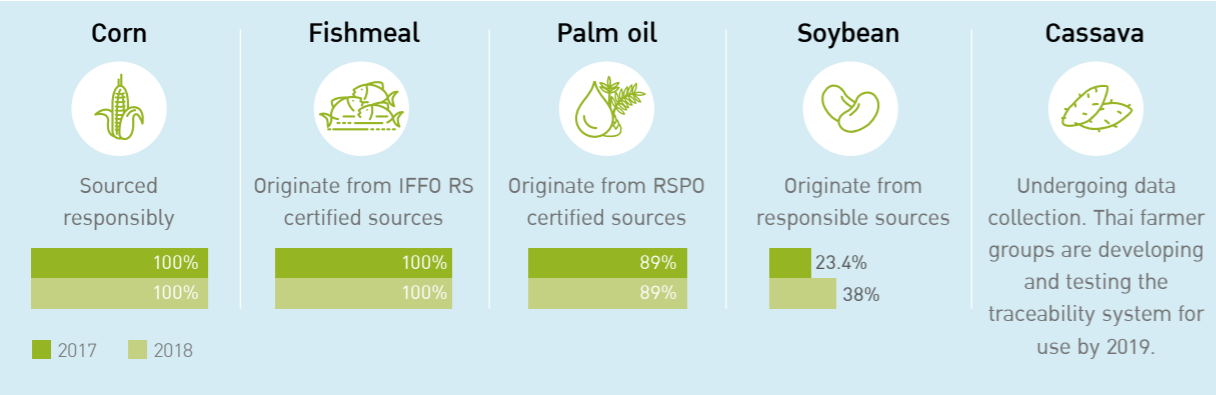 Corn
Sourced
responsibly
100%
100%
Fishmeal
Originate from IFFO RS
certified sources
100%
100%
Palm oil
Originate from RSPO
certified sources
89%
89%
Soybean
Originate from
responsible sources
23.4%
38%
Cassava
Undergoing data
collection. Thai farmer
groups are developing
and testing the
traceability system for
use by 2019.
2017
2018